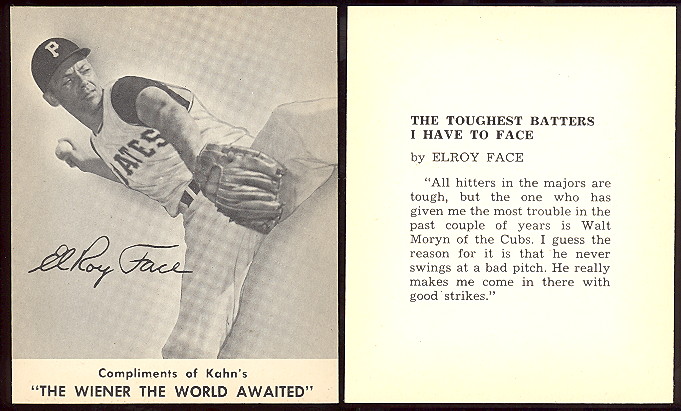 P
ATES
ElRoy Face
Compliments of Kahn's
"THE WIENER THE WORLD AWAITED"
THE TOUGHEST BATTERS
I HAVE TO FACE
by ELROY FACE
"All hitters in the majors are
tough, but the one who has
given me the most trouble in the
past couple of years is Walt
Moryn of the Cubs. I guess the
reason for it is that he never
swings at a bad pitch. He really
makes me come in there with
good strikes."